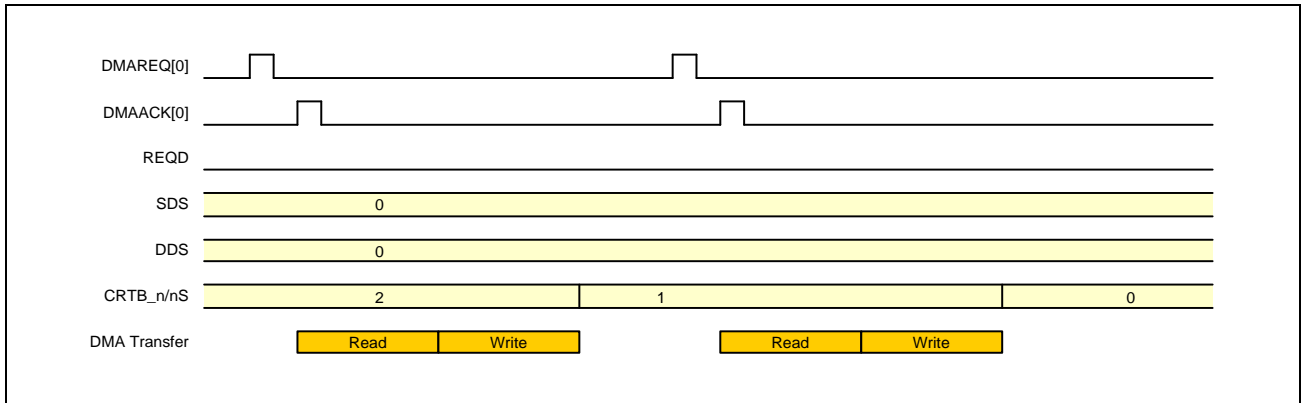 DMAREQ[0]
DMAACK[0]
REQD
SDS 0
DDS 0
CRTB_n/nS 2 1 0
DMA Transfer Read Write Read Write